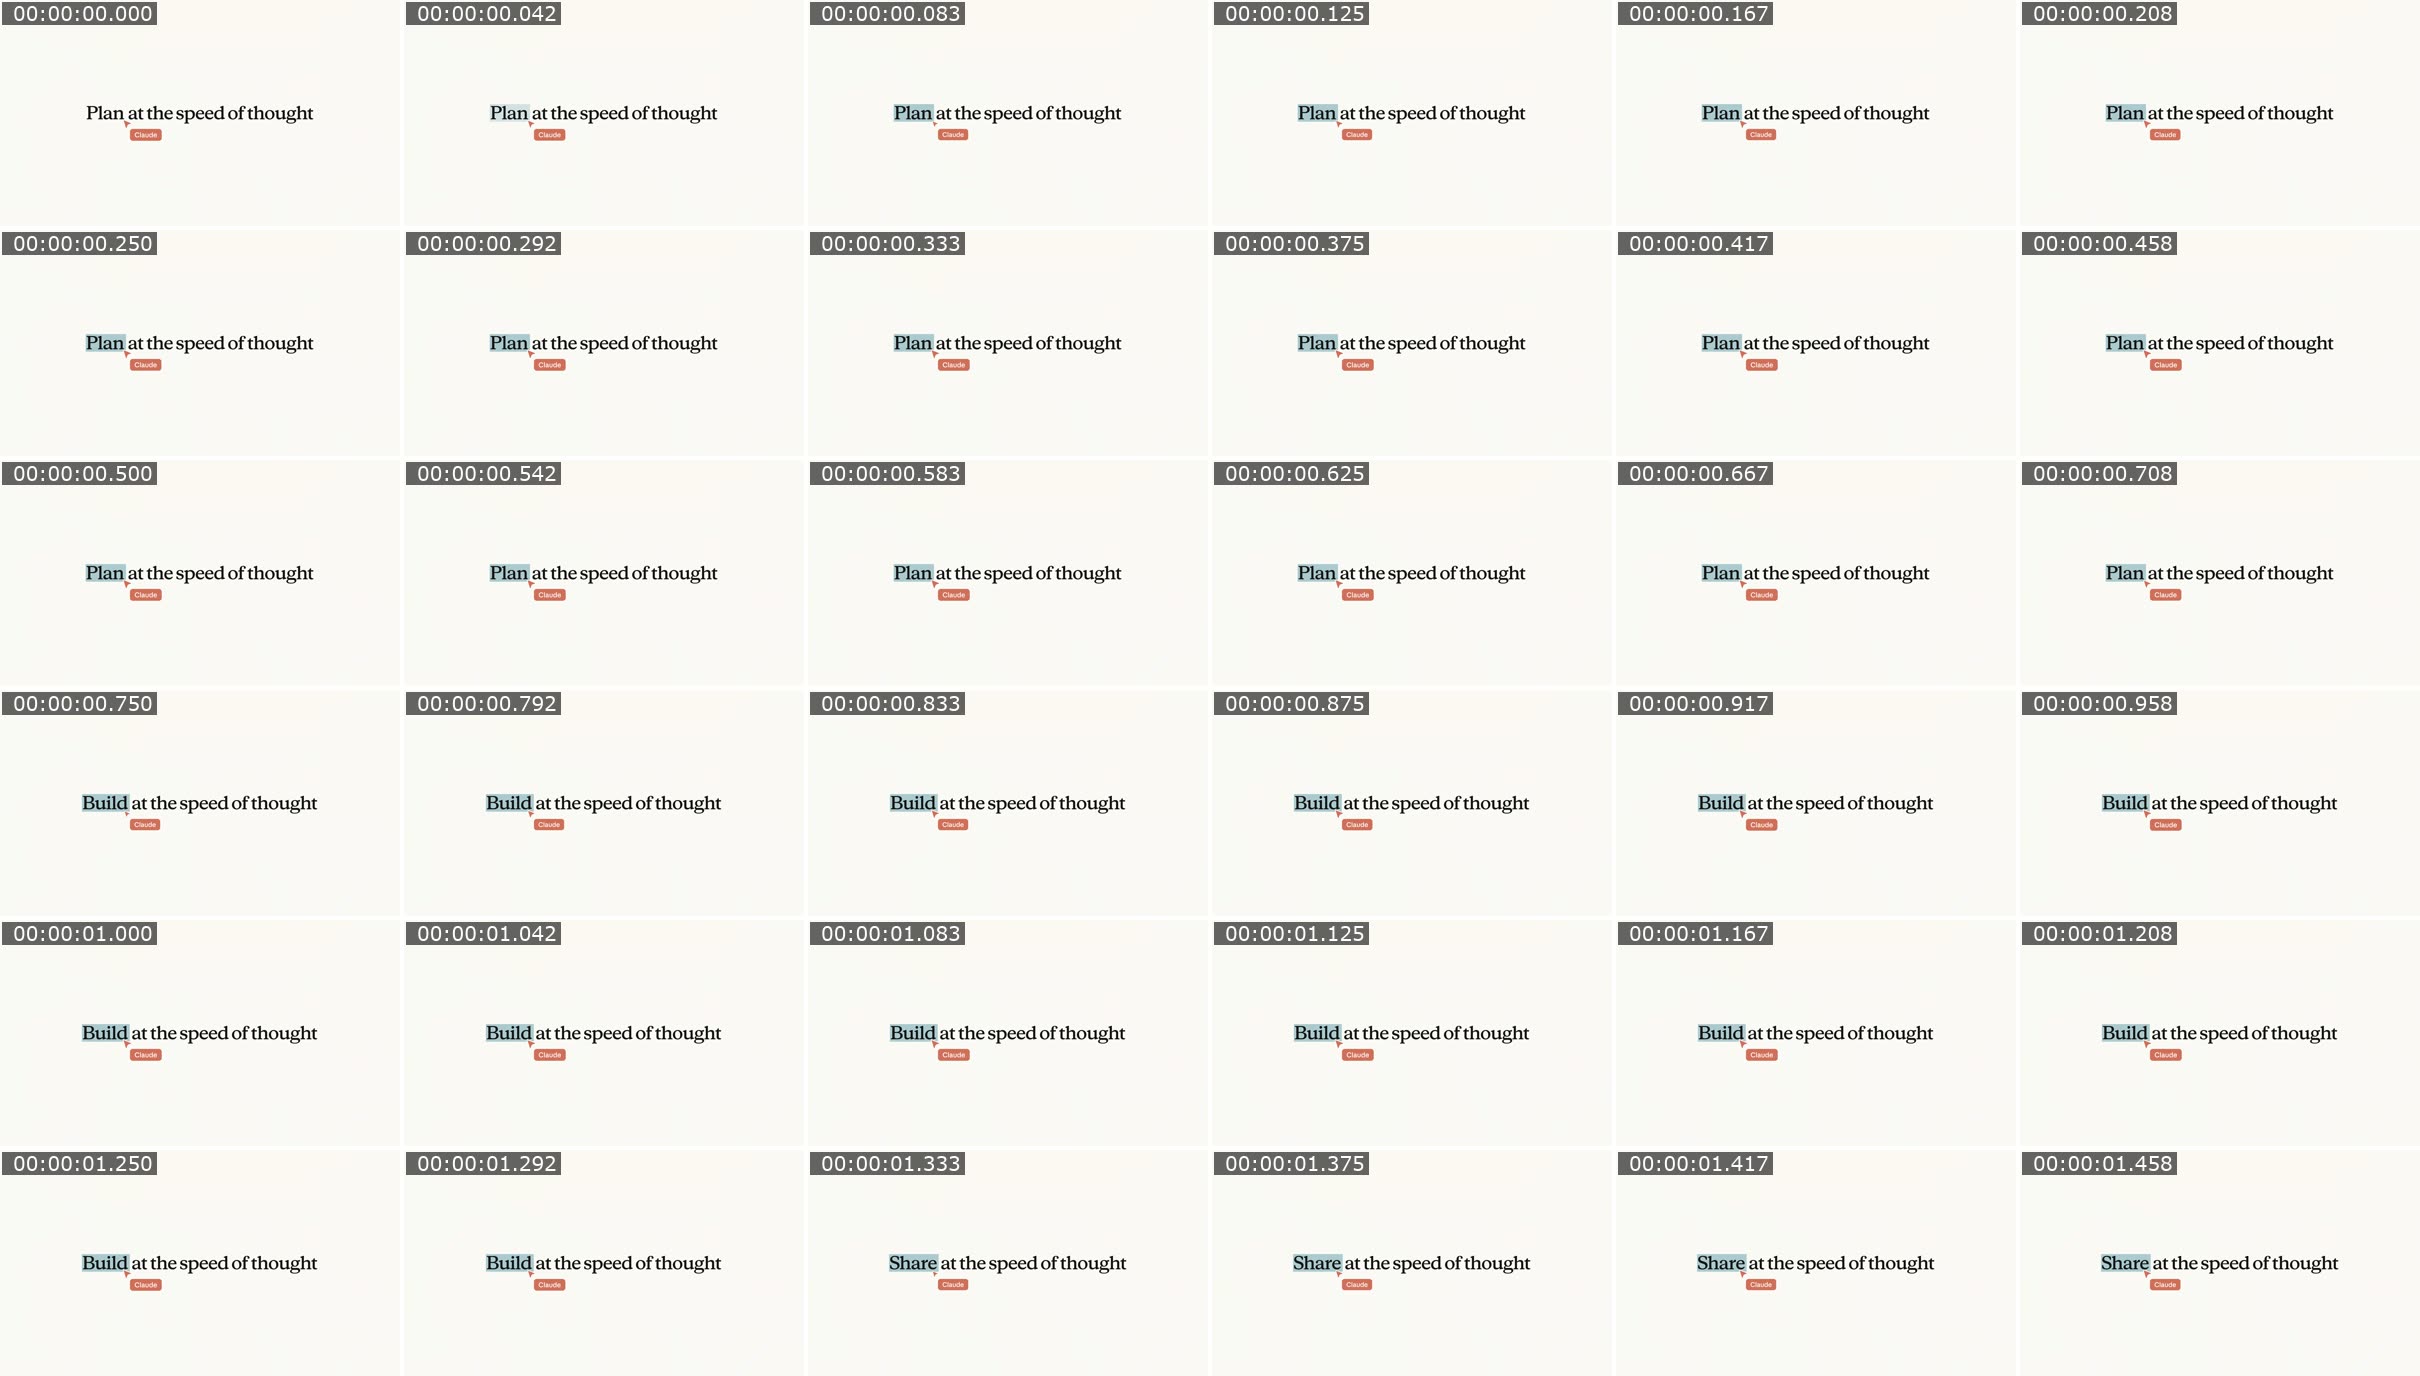 00:00:00.000 00:00:00.042 00:00:00.083 00:00:00.125 00:00:00.167 00:00:00.208
Plan at the speed of thought Plan at the speed of thought Plan at the speed of thought Plan at the speed of thought Plan at the speed of thought Plan at the speed of thought
Claude Claude Claude Claude Claude Claude
00:00:00.250 00:00:00.292 00:00:00.333 00:00:00.375 00:00:00.417 00:00:00.458
Plan at the speed of thought Plan at the speed of thought Plan at the speed of thought Plan at the speed of thought Plan at the speed of thought Plan at the speed of thought
Claude Claude Claude Claude Claude Claude
00:00:00.500 00:00:00.542 00:00:00.583 00:00:00.625 00:00:00.667 00:00:00.708
Plan at the speed of thought Plan at the speed of thought Plan at the speed of thought Plan at the speed of thought Plan at the speed of thought Plan at the speed of thought
Claude Claude Claude Claude Claude Claude
00:00:00.750 00:00:00.792 00:00:00.833 00:00:00.875 00:00:00.917 00:00:00.958
Build at the speed of thought Build at the speed of thought Build at the speed of thought Build at the speed of thought Build at the speed of thought Build at the speed of thought
Claude Claude Claude Claude Claude Claude
00:00:01.000 00:00:01.042 00:00:01.083 00:00:01.125 00:00:01.167 00:00:01.208
Build at the speed of thought Build at the speed of thought Build at the speed of thought Build at the speed of thought Build at the speed of thought Build at the speed of thought
Claude Claude Claude Claude Claude Claude
00:00:01.250 00:00:01.292 00:00:01.333 00:00:01.375 00:00:01.417 00:00:01.458
Build at the speed of thought Build at the speed of thought Share at the speed of thought Share at the speed of thought Share at the speed of thought Share at the speed of thought
Claude Claude Claude Claude Claude Claude